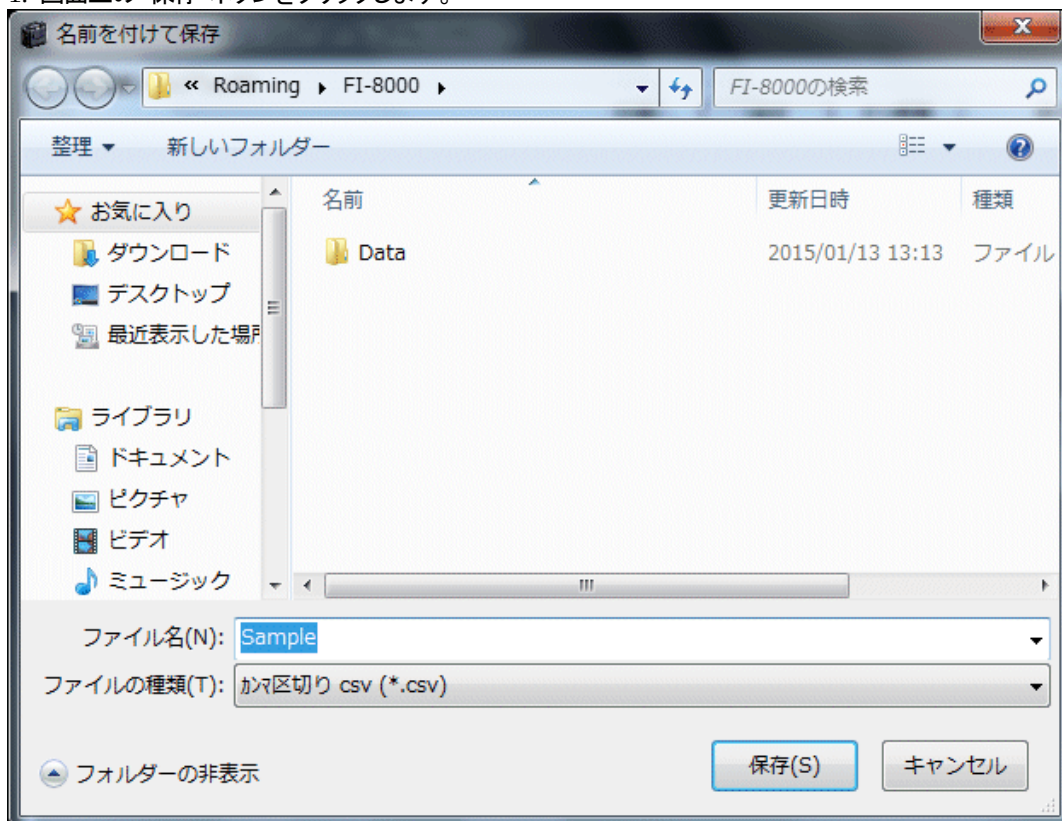 名前を付けて保存
« Roaming ▸ FI-8000 ▸
FI-8000の検索
整理 ▼ 新しいフォルダー
名前 更新日時 種類
お気に入り
ダウンロード
デスクトップ
最近表示した場所
ライブラリ
ドキュメント
ピクチャ
ビデオ
ミュージック
Data 2015/01/13 13:13 ファイル
ファイル名(N): Sample
ファイルの種類(T): カンマ区切り csv (*.csv)
フォルダーの非表示
保存(S) キャンセル